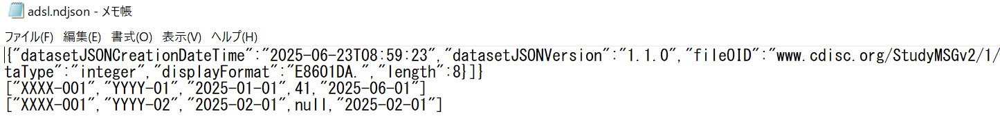 adsl.ndjson - メモ帳
ファイル(F) 編集(E) 書式(O) 表示(V) ヘルプ(H)
{"datasetJSONCreationDateTime":"2025-06-23T08:59:23","datasetJSONVersion":"1.1.0","fileOID":"www.cdisc.org/StudyMSGv2/1/
taType":"integer","displayFormat":"E8601DA.","length":8}]}
["XXXX-001","YYYY-01","2025-01-01",41,"2025-06-01"]
["XXXX-001","YYYY-02","2025-02-01",null,"2025-02-01"]